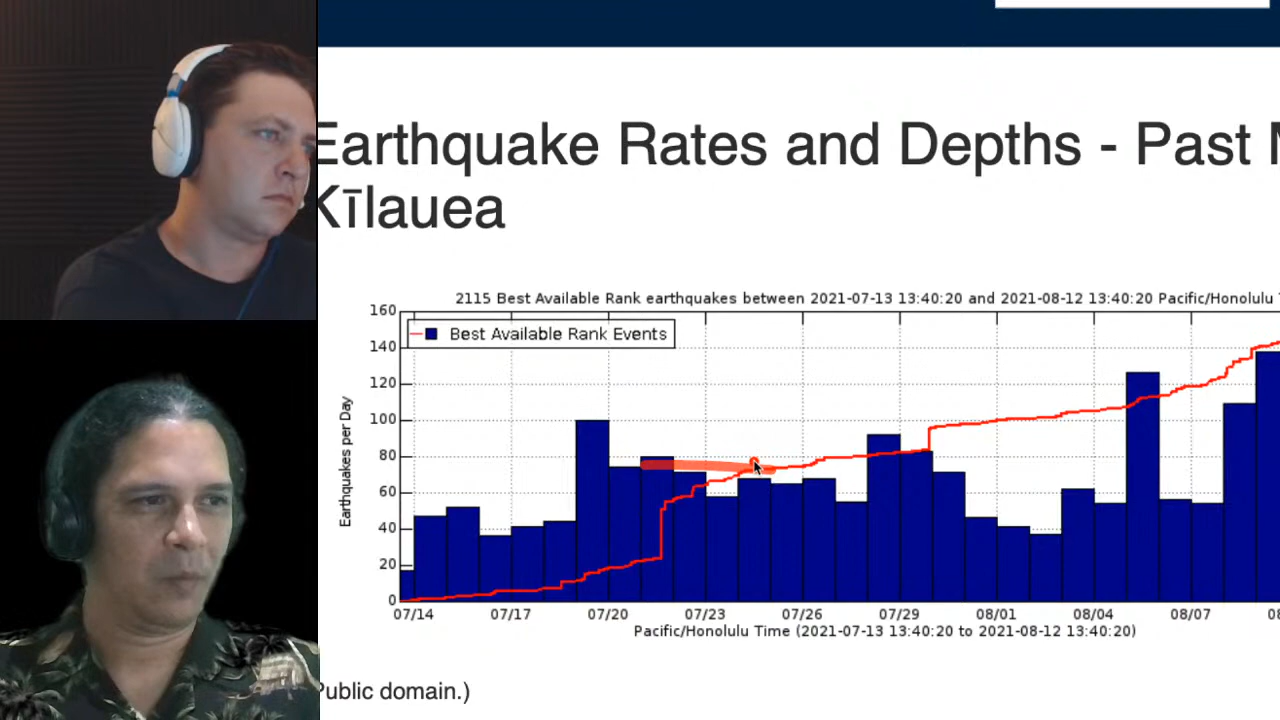 Earthquake Rates and Depths - Past
Kīlauea
2115 Best Available Rank earthquakes between 2021-07-13 13:40:20 and 2021-08-12 13:40:20 Pacific/Honolulu
Best Available Rank Events
Earthquakes per Day
160
140
120
100
80
60
40
20
0
07/14 07/17 07/20 07/23 07/26 07/29 08/01 08/04 08/07
Pacific/Honolulu Time (2021-07-13 13:40:20 to 2021-08-12 13:40:20)
Public domain.)